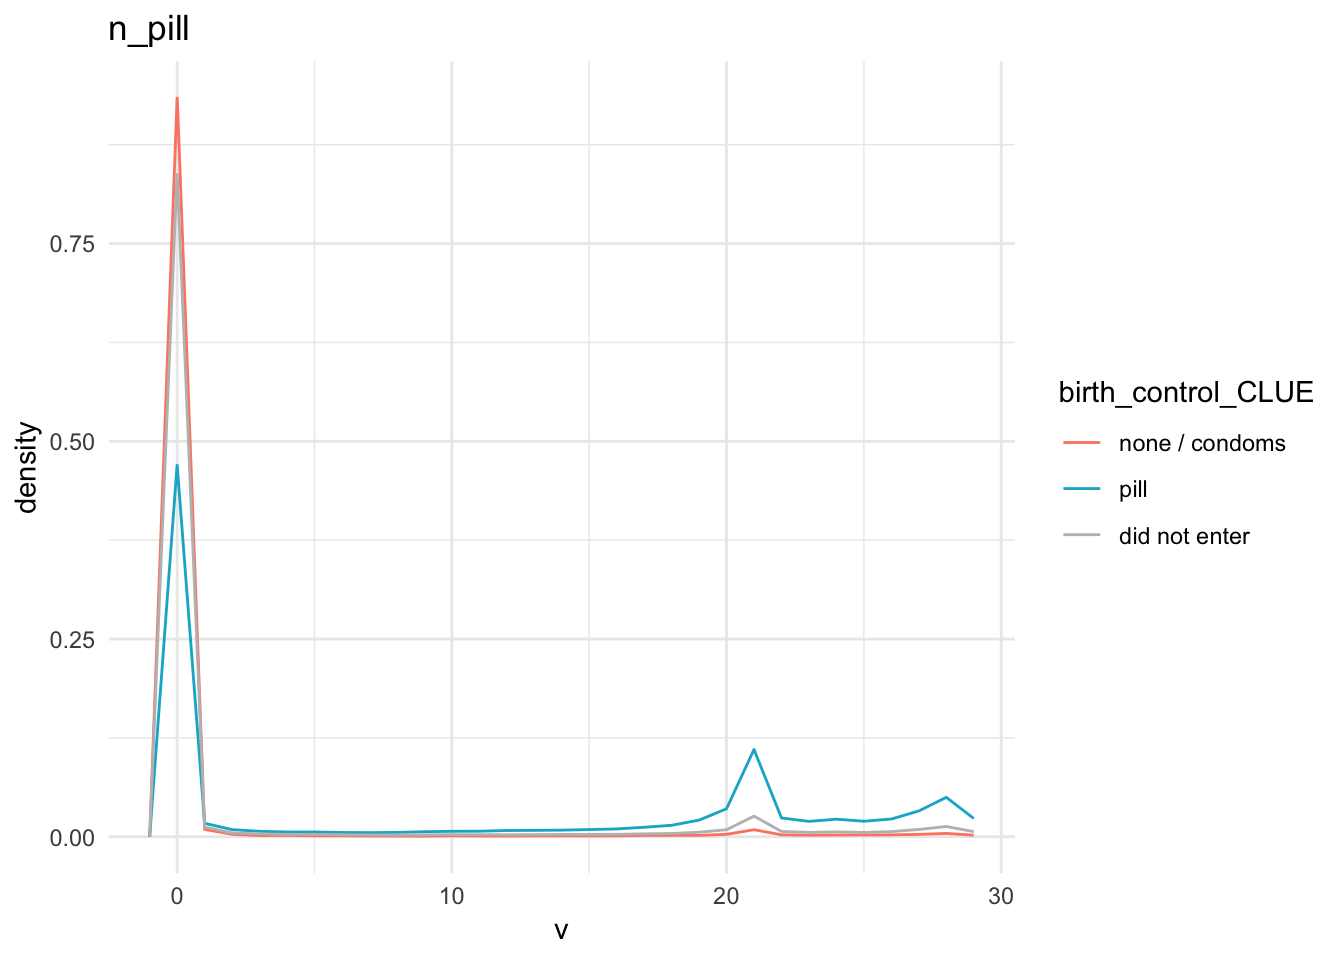 n_pill
density
0.75
0.50
0.25
0.00
0
10
20
30
v
birth_control_CLUE
none / condoms
pill
did not enter